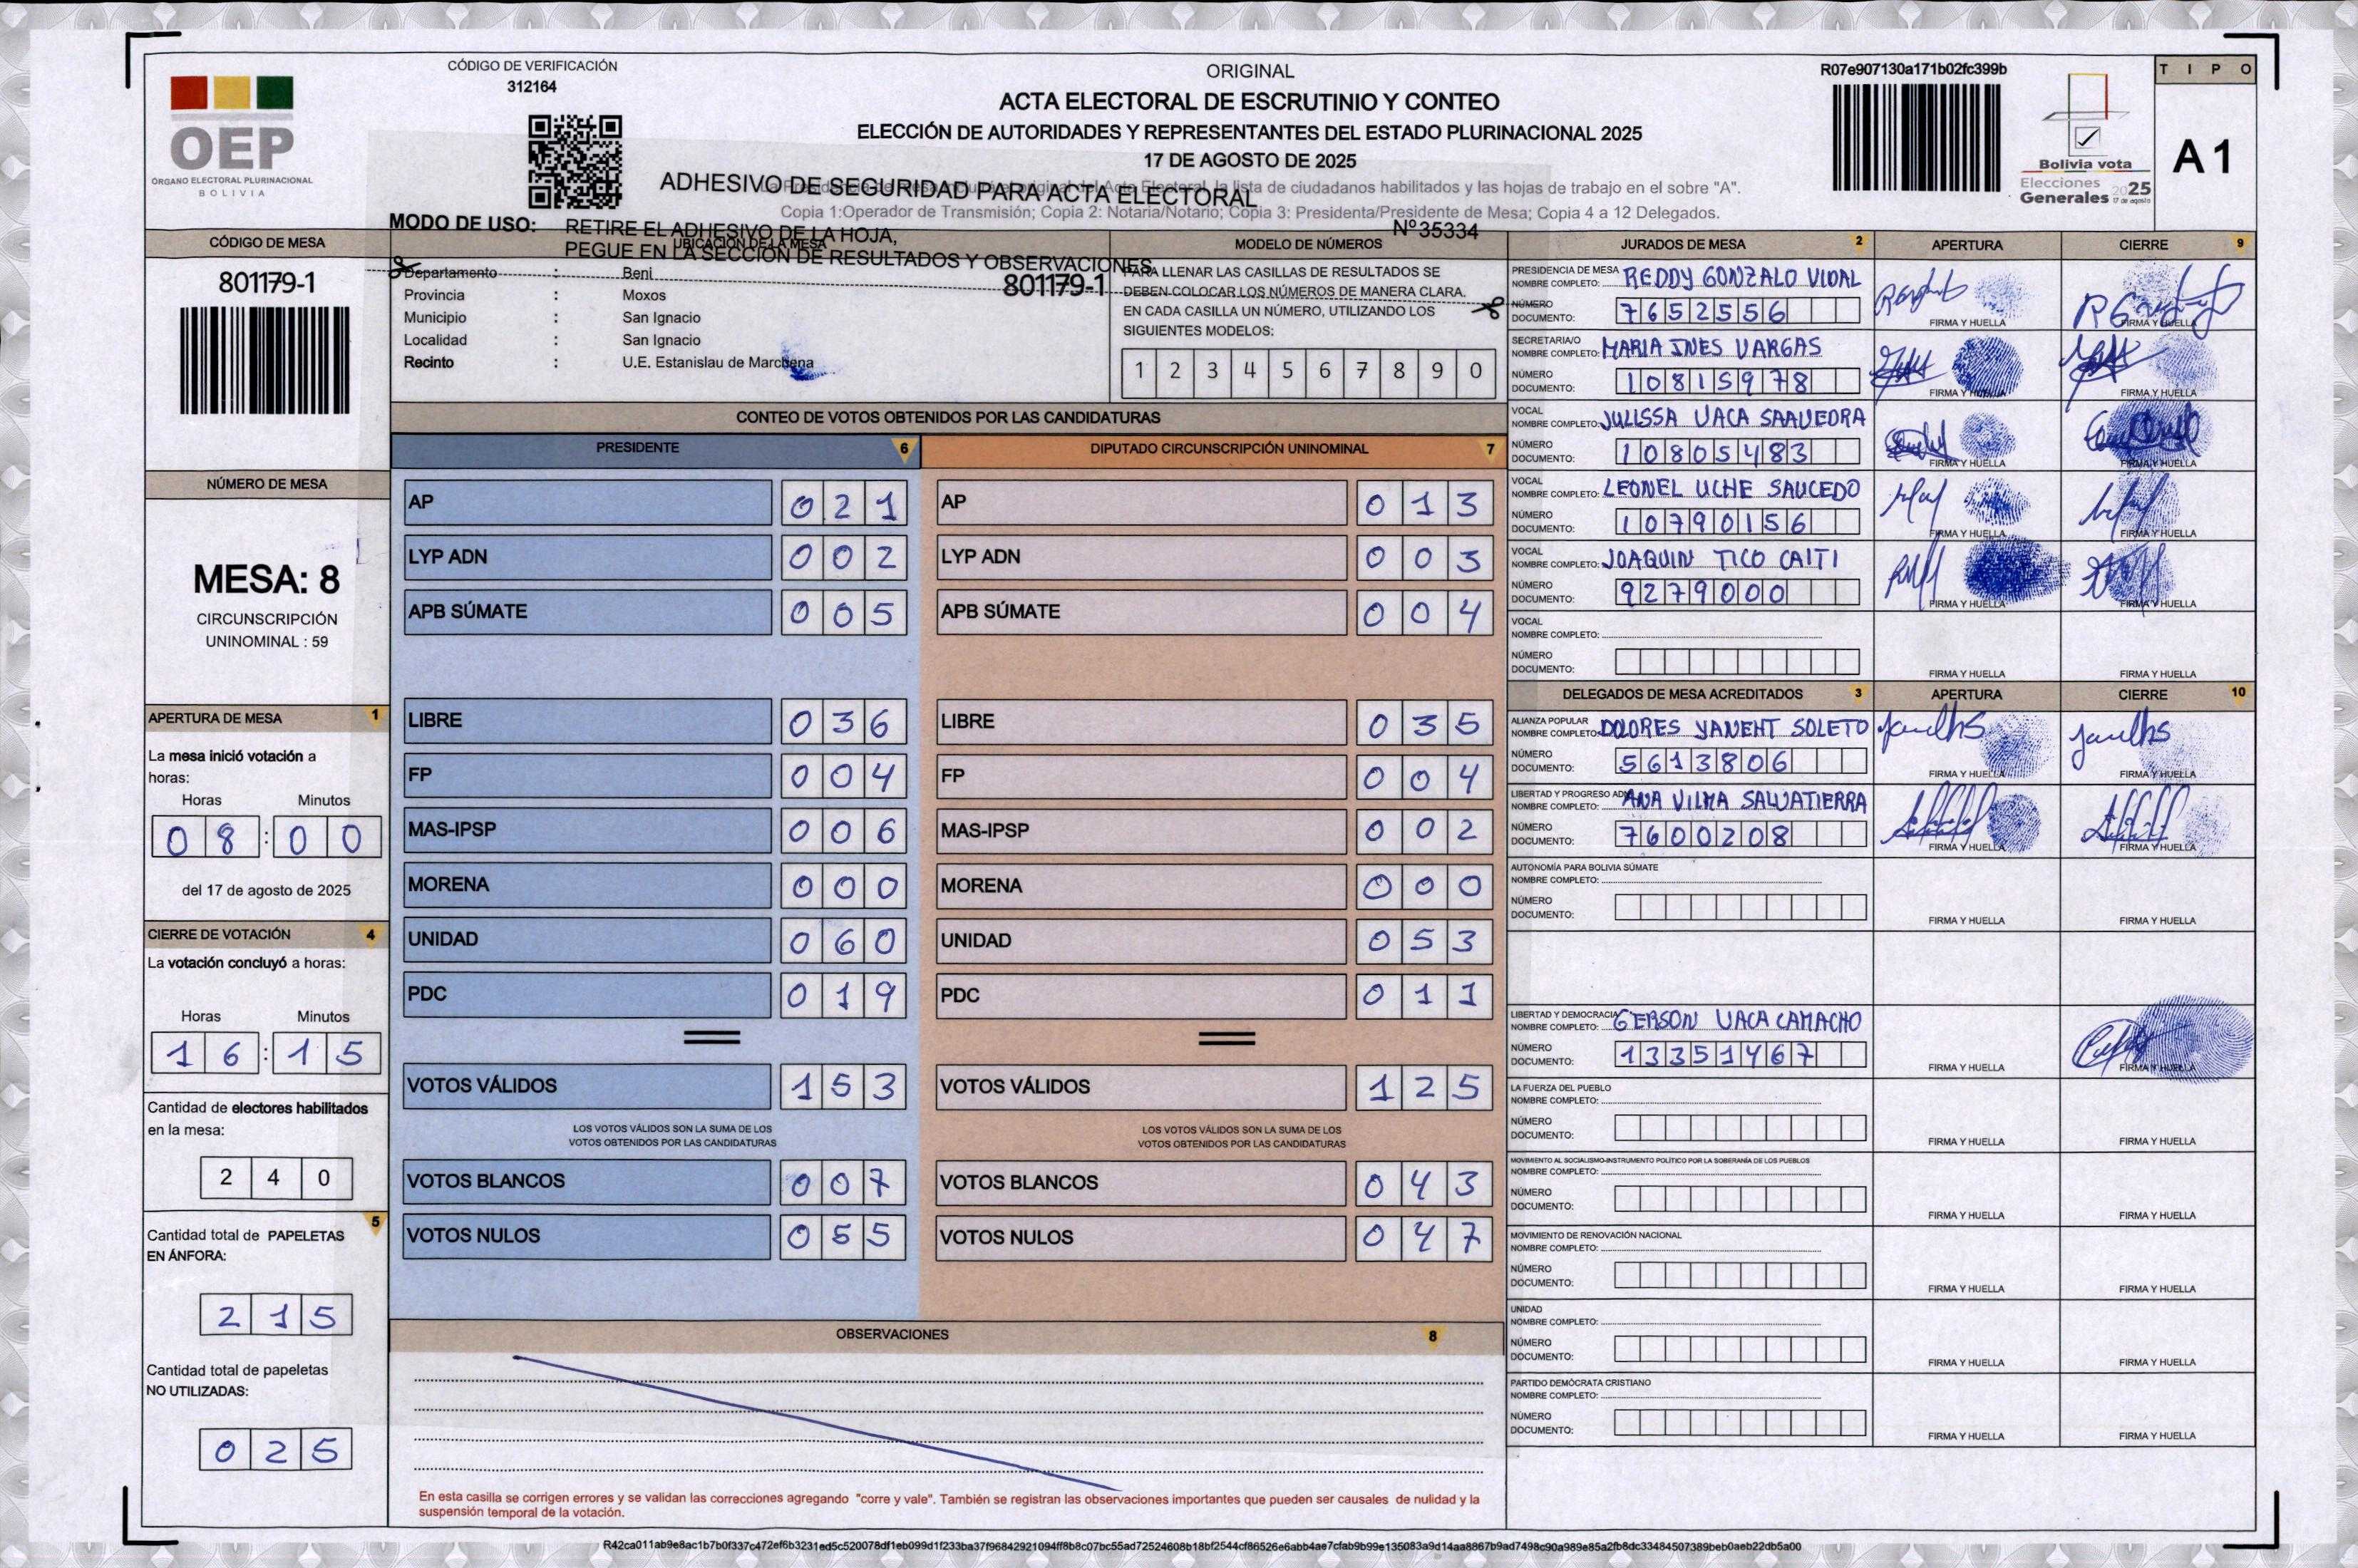 CÓDIGO DE VERIFICACIÓN
312164
OEP
ÓRGANO ELECTORAL PLURINACIONAL
BOLIVIA
ORIGINAL
ACTA ELECTORAL DE ESCRUTINIO Y CONTEO
ELECCIÓN DE AUTORIDADES Y REPRESENTANTES DEL ESTADO PLURINACIONAL 2025
17 DE AGOSTO DE 2025
ADHESIVO DE SEGURIDAD PARA ACTA ELECTORAL
lista de ciudadanos habilitados y las hojas de trabajo en el sobre "A".
Copia 1:Operador de Transmisión; Copia 2: Notaria/Notario; Copia 3: Presidenta/Presidente de Mesa; Copia 4 a 12 Delegados.
MODO DE USO: RETIRE EL ADHESIVO DE LA HOJA,
PEGUE EN LA SECCIÓN DE RESULTADOS Y OBSERVACIONES
Nº35334
801179-1
R07e907130a171b02fc399b
Bolivia vota
Elecciones
Generales 2025
17 de agosto
TIPO
A 1
CÓDIGO DE MESA
801179-1
NÚMERO DE MESA
MESA: 8
CIRCUNSCRIPCIÓN
UNINOMINAL : 59
APERTURA DE MESA 1
La mesa inició votación a
horas:
Horas Minutos
08:00
del 17 de agosto de 2025
CIERRE DE VOTACIÓN 4
La votación concluyó a horas:
Horas Minutos
16:15
Cantidad de electores habilitados
en la mesa:
240
5
Cantidad total de PAPELETAS
EN ÁNFORA:
215
Cantidad total de papeletas
NO UTILIZADAS:
025
UBICACIÓN DE LA MESA
Departamento : Beni
Provincia : Moxos
Municipio : San Ignacio
Localidad : San Ignacio
Recinto : U.E. Estanislau de Marchena
MODELO DE NÚMEROS
PARA LLENAR LAS CASILLAS DE RESULTADOS SE
DEBEN COLOCAR LOS NÚMEROS DE MANERA CLARA.
EN CADA CASILLA UN NÚMERO, UTILIZANDO LOS
SIGUIENTES MODELOS:
1 2 3 4 5 6 7 8 9 0
CONTEO DE VOTOS OBTENIDOS POR LAS CANDIDATURAS
PRESIDENTE 6
AP 021
LYP ADN 002
APB SÚMATE 005
LIBRE 036
FP 004
MAS-IPSP 006
MORENA 000
UNIDAD 060
PDC 019
VOTOS VÁLIDOS 153
LOS VOTOS VÁLIDOS SON LA SUMA DE LOS
VOTOS OBTENIDOS POR LAS CANDIDATURAS
VOTOS BLANCOS 007
VOTOS NULOS 055
DIPUTADO CIRCUNSCRIPCIÓN UNINOMINAL 7
AP 013
LYP ADN 003
APB SÚMATE 004
LIBRE 035
FP 004
MAS-IPSP 002
MORENA 000
UNIDAD 053
PDC 011
VOTOS VÁLIDOS 125
LOS VOTOS VÁLIDOS SON LA SUMA DE LOS
VOTOS OBTENIDOS POR LAS CANDIDATURAS
VOTOS BLANCOS 043
VOTOS NULOS 047
OBSERVACIONES 8
En esta casilla se corrigen errores y se validan las correcciones agregando "corre y vale". También se registran las observaciones importantes que pueden ser causales de nulidad y la
suspensión temporal de la votación.
JURADOS DE MESA 2 APERTURA CIERRE 9
PRESIDENCIA DE MESA
NOMBRE COMPLETO: REDDY GONZALO VIDAL
NÚMERO
DOCUMENTO: 7652556
FIRMA Y HUELLA FIRMA Y HUELLA
SECRETARIA/O
NOMBRE COMPLETO: MARIA INES VARGAS
NÚMERO
DOCUMENTO: 10815978
FIRMA Y HUELLA FIRMA Y HUELLA
VOCAL
NOMBRE COMPLETO: JULISSA VACA SAAVEDRA
NÚMERO
DOCUMENTO: 10805483
FIRMA Y HUELLA FIRMA Y HUELLA
VOCAL
NOMBRE COMPLETO: LEONEL UCHE SAUCEDO
NÚMERO
DOCUMENTO: 10790156
FIRMA Y HUELLA FIRMA Y HUELLA
VOCAL
NOMBRE COMPLETO: JOAQUIN TICO CAITI
NÚMERO
DOCUMENTO: 9279000
FIRMA Y HUELLA FIRMA Y HUELLA
VOCAL
NOMBRE COMPLETO:
NÚMERO
DOCUMENTO:
FIRMA Y HUELLA FIRMA Y HUELLA
DELEGADOS DE MESA ACREDITADOS 3 APERTURA CIERRE 10
ALIANZA POPULAR
NOMBRE COMPLETO: DOLORES YANEHT SOLETO
NÚMERO
DOCUMENTO: 5613806
FIRMA Y HUELLA FIRMA Y HUELLA
LIBERTAD Y PROGRESO ADN
NOMBRE COMPLETO: ANA VILMA SALVATIERRA
NÚMERO
DOCUMENTO: 7600208
FIRMA Y HUELLA FIRMA Y HUELLA
AUTONOMÍA PARA BOLIVIA SÚMATE
NOMBRE COMPLETO:
NÚMERO
DOCUMENTO:
FIRMA Y HUELLA FIRMA Y HUELLA
LIBERTAD Y DEMOCRACIA
NOMBRE COMPLETO: GERSON VACA CAMACHO
NÚMERO
DOCUMENTO: 13351467
FIRMA Y HUELLA FIRMA Y HUELLA
LA FUERZA DEL PUEBLO
NOMBRE COMPLETO:
NÚMERO
DOCUMENTO:
FIRMA Y HUELLA FIRMA Y HUELLA
MOVIMIENTO AL SOCIALISMO-INSTRUMENTO POLÍTICO POR LA SOBERANÍA DE LOS PUEBLOS
NOMBRE COMPLETO:
NÚMERO
DOCUMENTO:
FIRMA Y HUELLA FIRMA Y HUELLA
MOVIMIENTO DE RENOVACIÓN NACIONAL
NOMBRE COMPLETO:
NÚMERO
DOCUMENTO:
FIRMA Y HUELLA FIRMA Y HUELLA
UNIDAD
NOMBRE COMPLETO:
NÚMERO
DOCUMENTO:
FIRMA Y HUELLA FIRMA Y HUELLA
PARTIDO DEMÓCRATA CRISTIANO
NOMBRE COMPLETO:
NÚMERO
DOCUMENTO:
FIRMA Y HUELLA FIRMA Y HUELLA